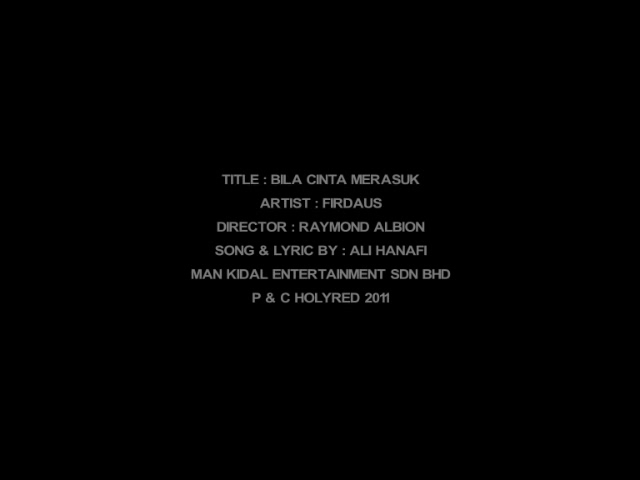 TITLE : BILA CINTA MERASUK
ARTIST : FIRDAUS
DIRECTOR : RAYMOND ALBION
SONG & LYRIC BY : ALI HANAFI
MAN KIDAL ENTERTAINMENT SDN BHD
P & C HOLYRED 2011